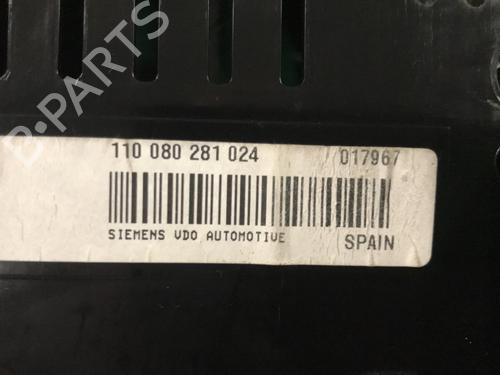 B-PARTS
110 080 281 024 017967
SIEMENS VDO AUTOMOTIVE SPAIN